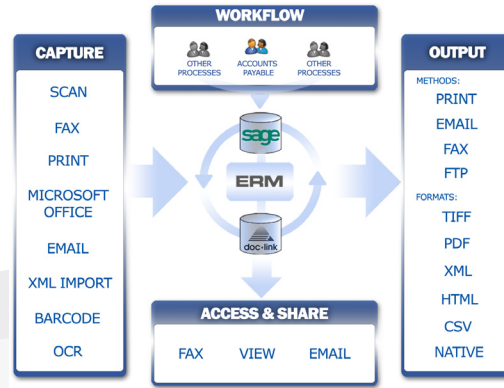 WORKFLOW
OTHER
PROCESSES
ACCOUNTS
PAYABLE
OTHER
PROCESSES
CAPTURE
SCAN
FAX
PRINT
MICROSOFT
OFFICE
EMAIL
XML IMPORT
BARCODE
OCR
sage
ERM
doc-link
ACCESS & SHARE
FAX VIEW EMAIL
OUTPUT
METHODS:
PRINT
EMAIL
FAX
FTP
FORMATS:
TIFF
PDF
XML
HTML
CSV
NATIVE